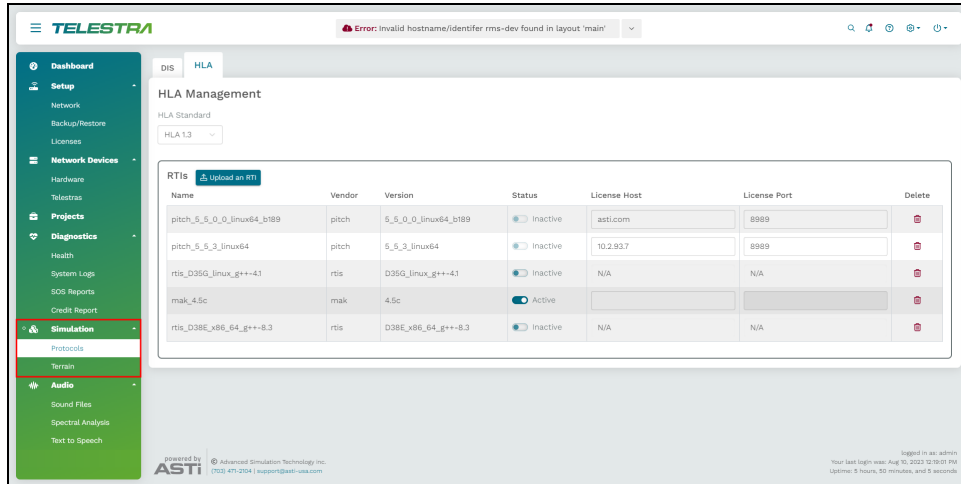 TELESTRA
Error: Invalid hostname/identifer rms-dev found in layout 'main'
Dashboard
Setup
Network
Backup/Restore
Licenses
Network Devices
Hardware
Telestras
Projects
Diagnostics
Health
System Logs
SOS Reports
Credit Report
Simulation
Protocols
Terrain
Audio
Sound Files
Spectral Analysis
Text to Speech
DIS HLA
HLA Management
HLA Standard
HLA 1.3
RTIs Upload an RTI
Name Vendor Version Status License Host License Port Delete
pitch_5_5_0_0_linux64_b189 pitch 5_5_0_0_linux64_b189 Inactive asti.com 8989
pitch_5_5_3_linux64 pitch 5_5_3_linux64 Inactive 10.2.93.7 8989
rtis_D35G_linux_g++-4.1 rtis D35G_linux_g++-4.1 Inactive N/A N/A
mak_4.5c mak 4.5c Active
rtis_D38E_x86_64_g++-8.3 rtis D38E_x86_64_g++-8.3 Inactive N/A N/A
powered by
ASTi
© Advanced Simulation Technology inc.
(703) 471-2104 | support@asti-usa.com
logged in as: admin
Your last login was: Aug 10, 2023 12:19:01 PM
Uptime: 5 hours, 50 minutes, and 5 seconds